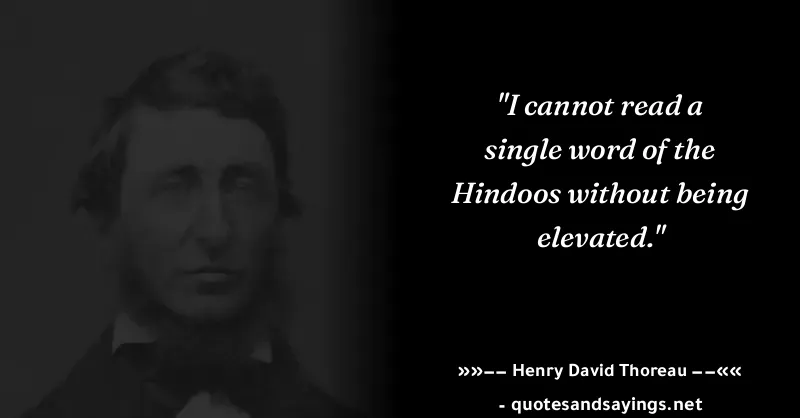 "I cannot read a
single word of the
Hindoos without being
elevated."
»»—— Henry David Thoreau ——««
- quotesandsayings.net